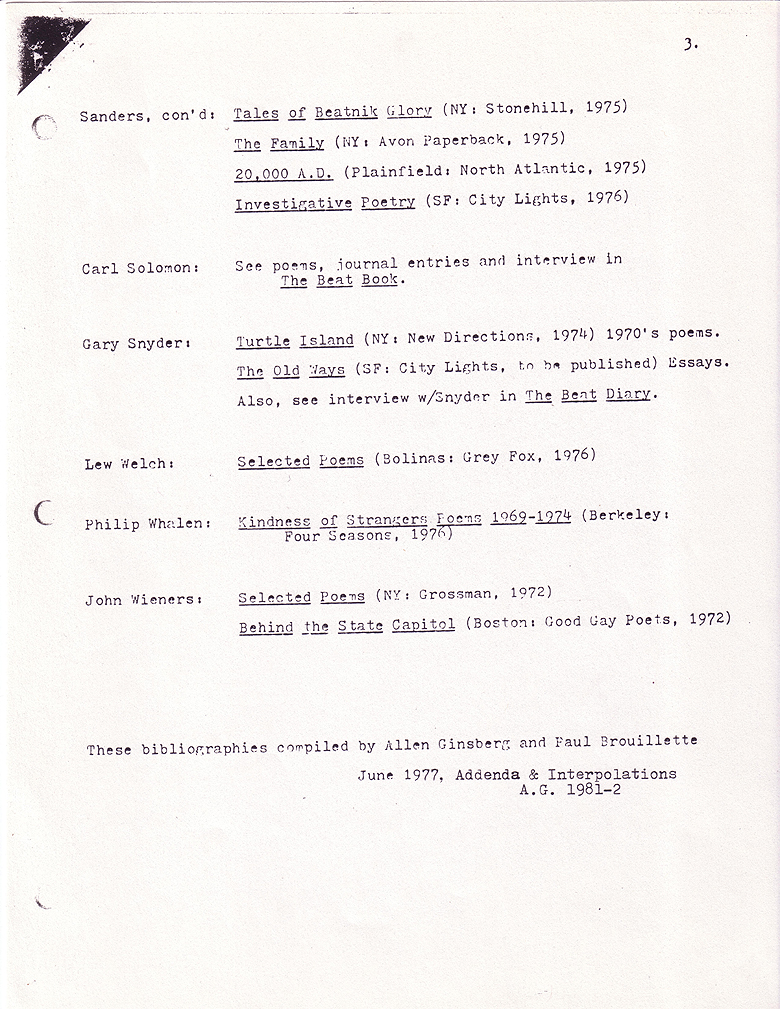 3.
Sanders, con'd: Tales of Beatnik Glory (NY: Stonehill, 1975)
The Family (NY: Avon Paperback, 1975)
20,000 A.D. (Plainfield: North Atlantic, 1975)
Investigative Poetry (SF: City Lights, 1976)
Carl Solomon: See poems, journal entries and interview in
The Beat Book.
Gary Snyder: Turtle Island (NY: New Directions, 1974) 1970's poems.
The Old Ways (SF: City Lights, to be published) Essays.
Also, see interview w/Snyder in The Beat Diary.
Lew Welch: Selected Poems (Bolinas: Grey Fox, 1976)
Philip Whalen: Kindness of Strangers Poems 1969-1974 (Berkeley:
Four Seasons, 1976)
John Wieners: Selected Poems (NY: Grossman, 1972)
Behind the State Capitol (Boston: Good Gay Poets, 1972)
These bibliographies compiled by Allen Ginsberg and Paul Brouillette
June 1977, Addenda & Interpolations
A.G. 1981-2